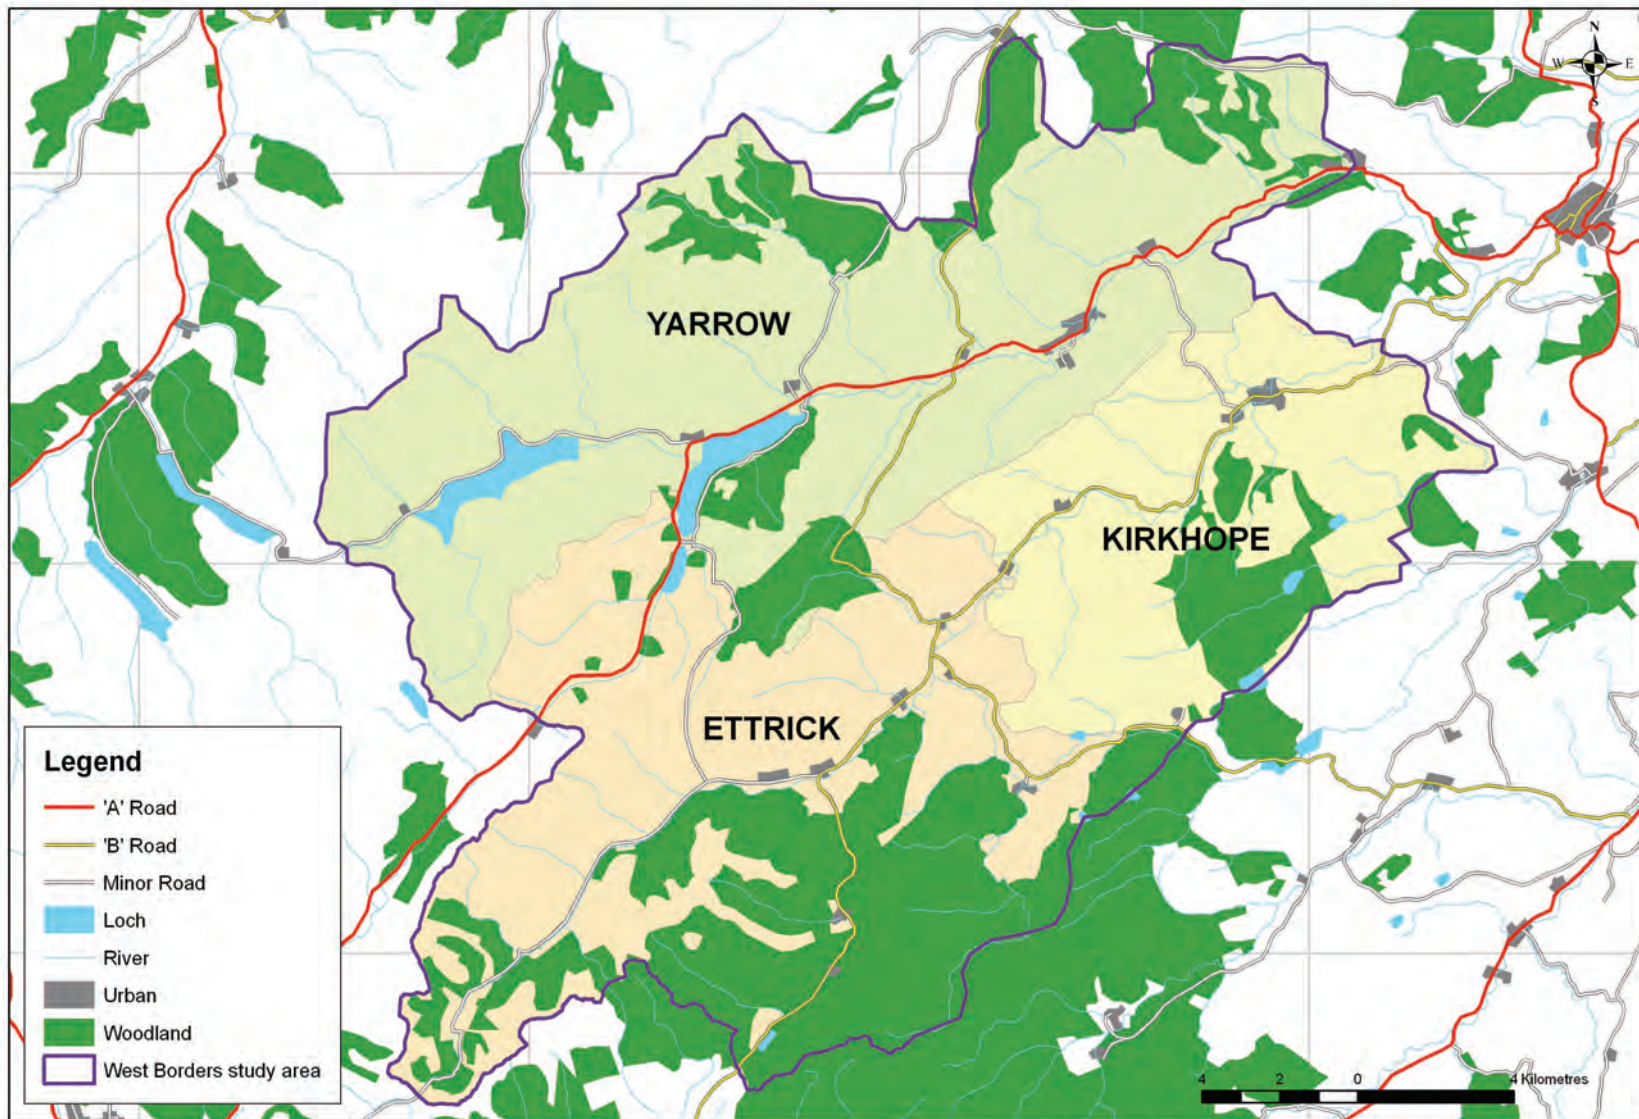 N
W E
S
YARROW
KIRKHOPE
ETTRICK
Legend
'A' Road
'B' Road
Minor Road
Loch
River
Urban
Woodland
West Borders study area
4 2 0 4 Kilometres